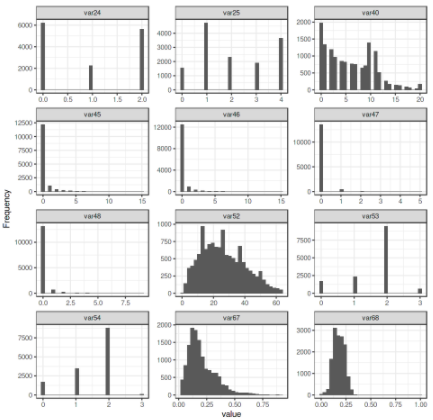 var24 var25 var40
6000 4000 2000 0
0.0 0.5 1.0 1.5 2.0
4000 3000 2000 1000 0
0 1 2 3 4
2000 1500 1000 500 0
0 5 10 15 20
var45 var46 var47
12500 10000 7500 5000 2500 0
0 5 10 15
12000 8000 4000 0
0 5 10 15
10000 5000 0
0 1 2 3 4 5
Frequency
var48 var52 var53
10000 5000 0
0.0 2.5 5.0 7.5
1000 750 500 250 0
0 20 40 60
7500 5000 2500 0
0 1 2 3
var54 var67 var68
7500 5000 2500 0
0 1 2 3
2000 1500 1000 500 0
0.00 0.25 0.50 0.75
3000 2000 1000 0
0.00 0.25 0.50 0.75 1.00
value